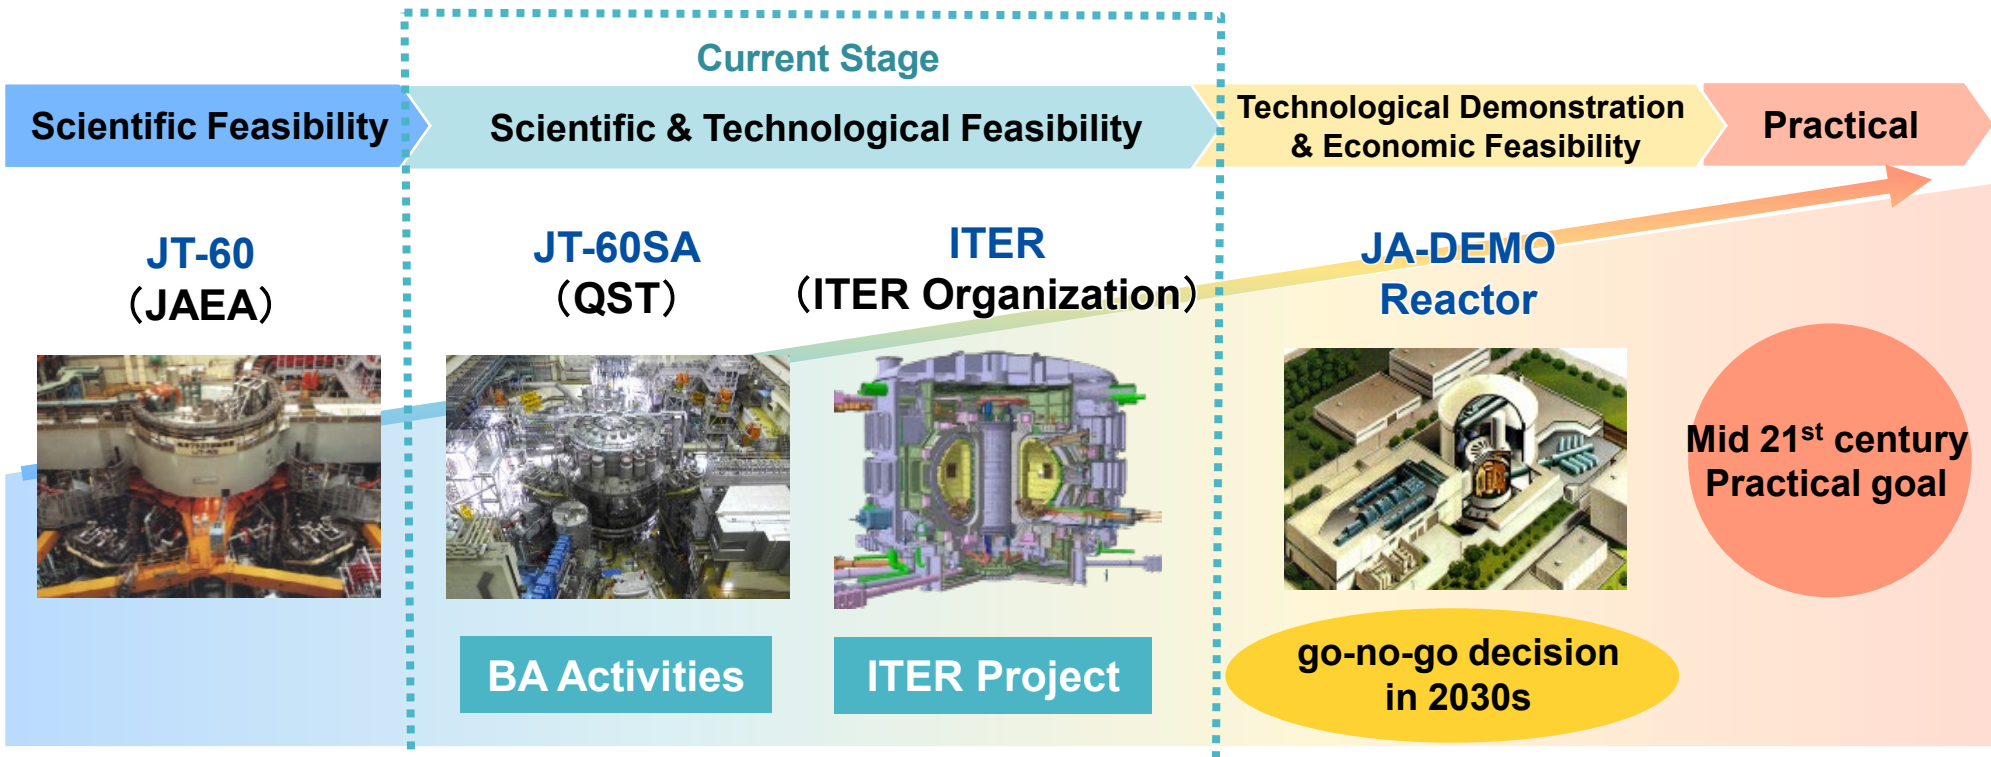 Current Stage
Scientific Feasibility
Scientific & Technological Feasibility
Technological Demonstration
& Economic Feasibility
Practical
JT-60
（JAEA）
JT-60SA
（QST）
ITER
（ITER Organization）
JA-DEMO
Reactor
Mid 21st century
Practical goal
BA Activities
ITER Project
go-no-go decision
in 2030s